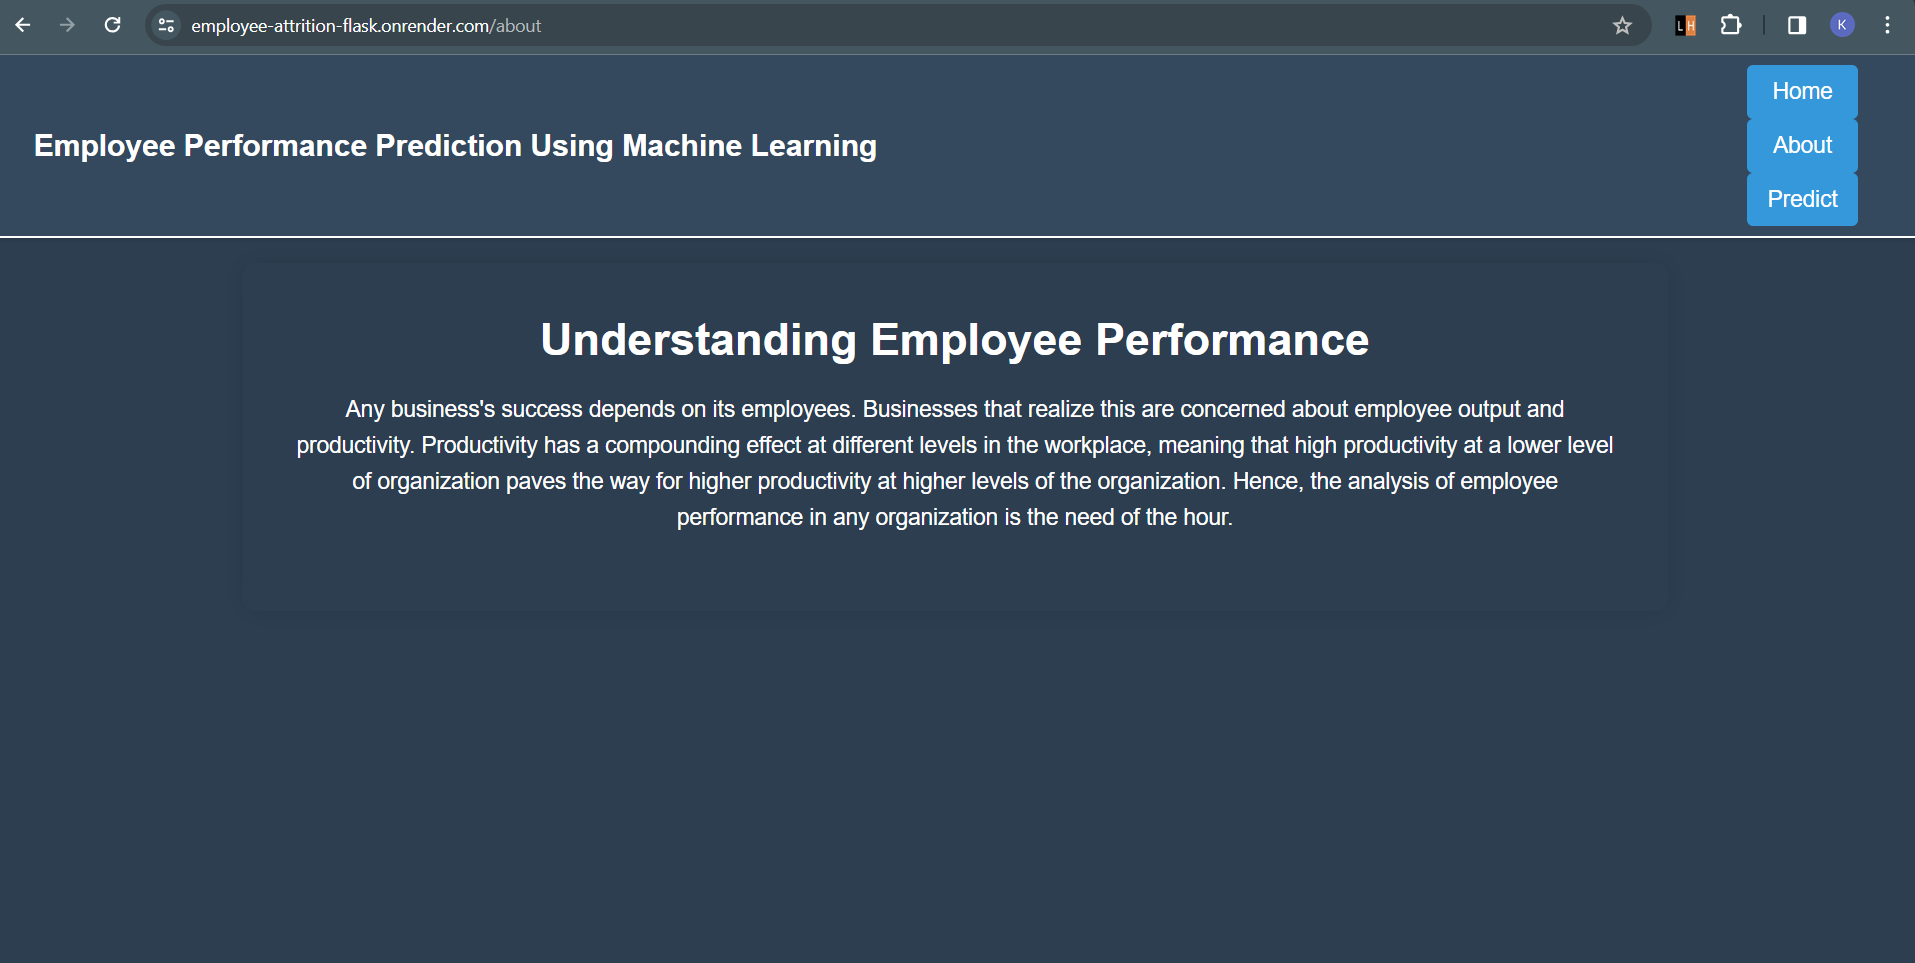 employee-attrition-flask.onrender.com/about
LH
K
Employee Performance Prediction Using Machine Learning
Home
About
Predict
Understanding Employee Performance
Any business's success depends on its employees. Businesses that realize this are concerned about employee output and
productivity. Productivity has a compounding effect at different levels in the workplace, meaning that high productivity at a lower level
of organization paves the way for higher productivity at higher levels of the organization. Hence, the analysis of employee
performance in any organization is the need of the hour.